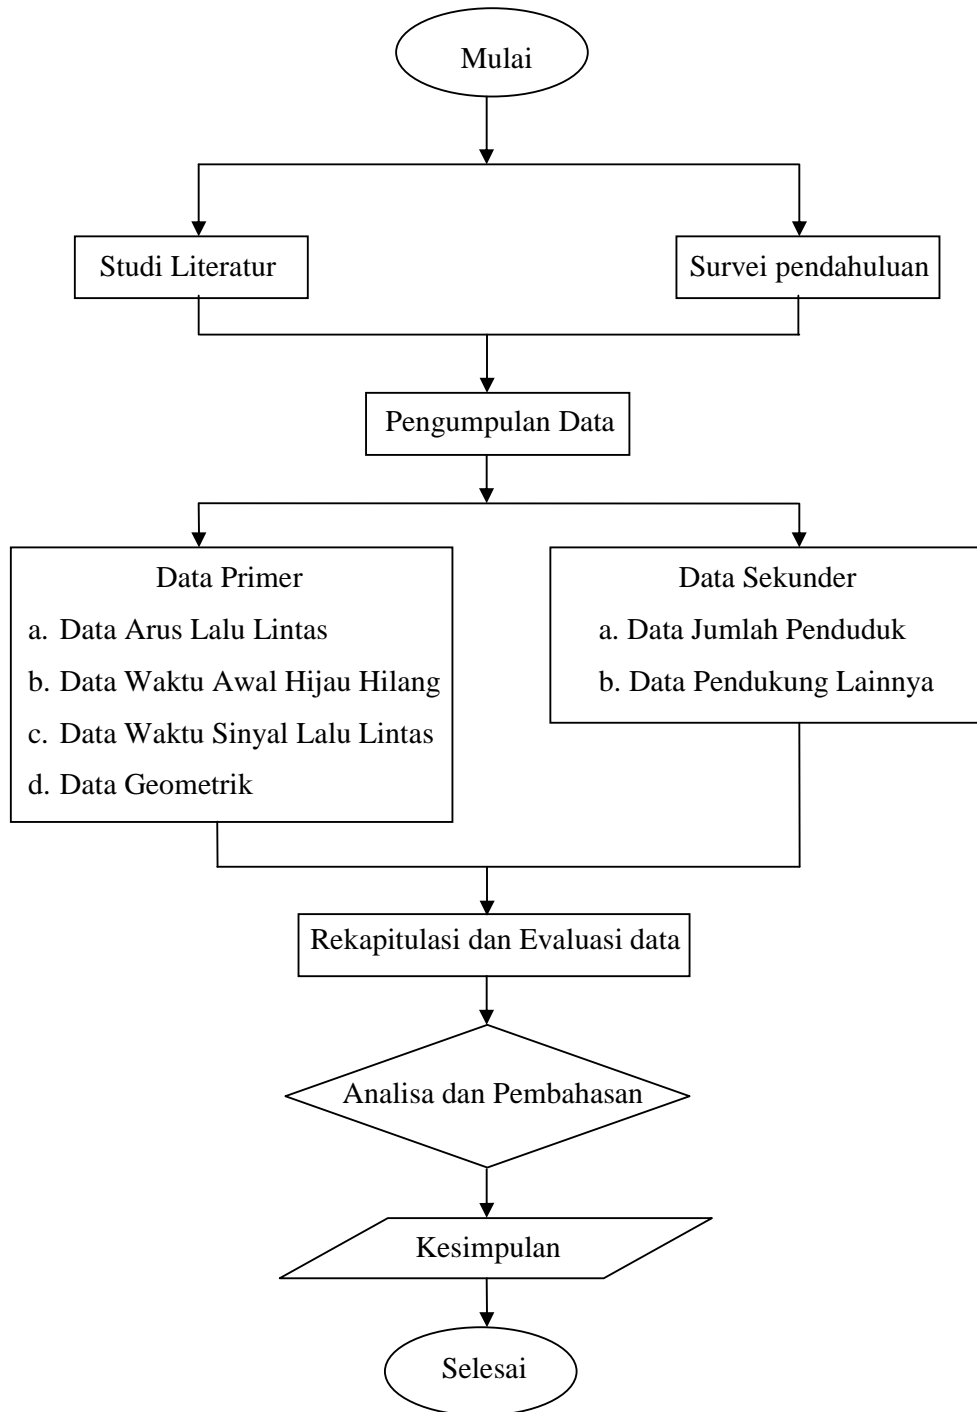 Mulai
Studi Literatur
Survei pendahuluan
Pengumpulan Data
Data Primer
a. Data Arus Lalu Lintas
b. Data Waktu Awal Hijau Hilang
c. Data Waktu Sinyal Lalu Lintas
d. Data Geometrik
Data Sekunder
a. Data Jumlah Penduduk
b. Data Pendukung Lainnya
Rekapitulasi dan Evaluasi data
Analisa dan Pembahasan
Kesimpulan
Selesai